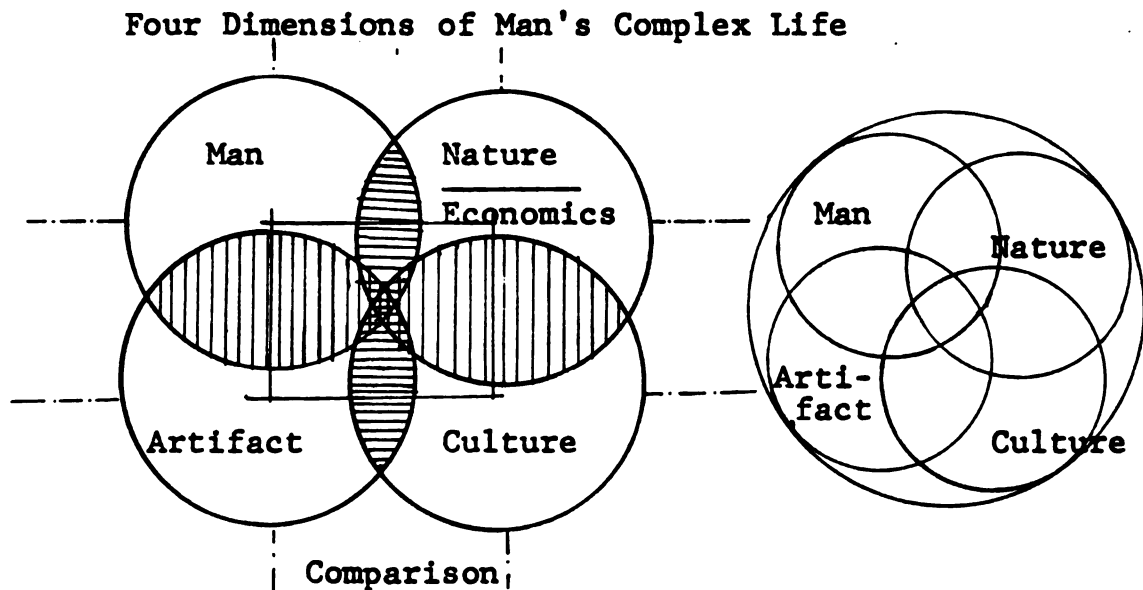 Four Dimensions of Man's Complex Life
Man
Nature
Economics
Artifact
Culture
Comparison
Man
Nature
Arti-
fact
Culture